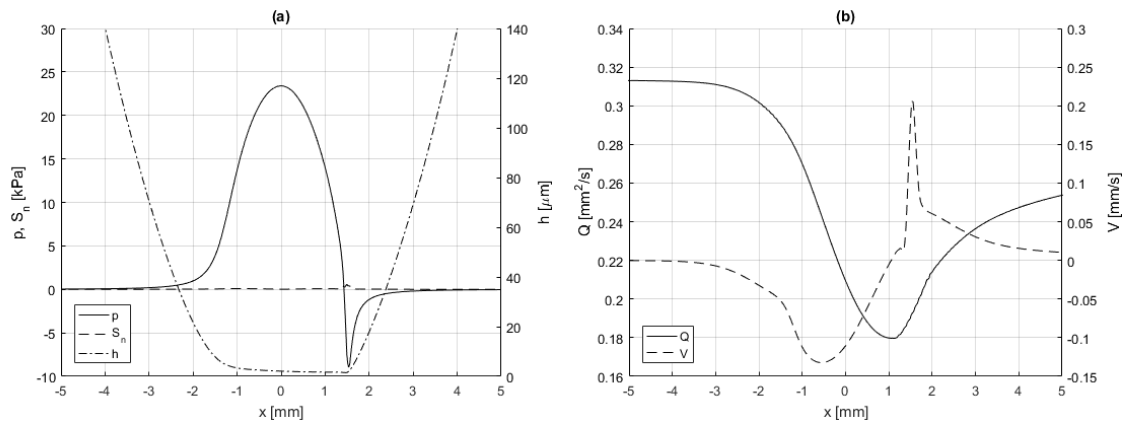 (a)
30
25
20
15
10
5
0
-5
-10
p, Sn [kPa]
140
120
100
80
60
40
20
0
h [μm]
p
Sn
h
-5 -4 -3 -2 -1 0 1 2 3 4 5
x [mm]
(b)
0.34
0.32
0.3
0.28
0.26
0.24
0.22
0.2
0.18
0.16
Q [mm²/s]
0.3
0.25
0.2
0.15
0.1
0.05
0
-0.05
-0.1
-0.15
V [mm/s]
Q
V
-5 -4 -3 -2 -1 0 1 2 3 4 5
x [mm]